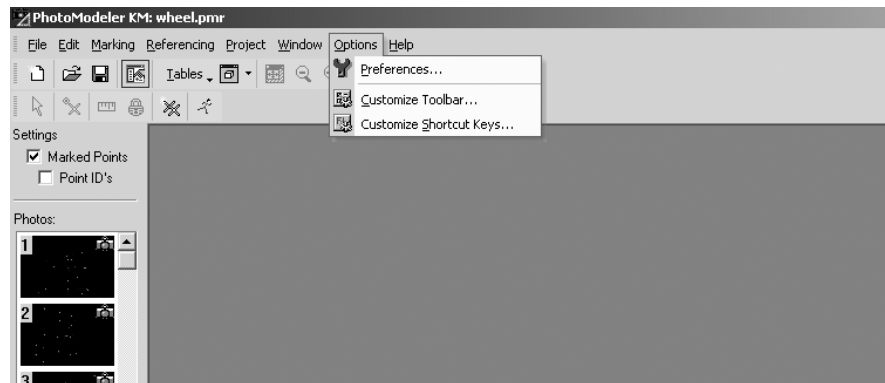 PhotoModeler KM: wheel.pmr
File Edit Marking Referencing Project Window Options Help
Tables
Preferences...
Customize Toolbar...
Customize Shortcut Keys...
Settings
Marked Points
Point ID's
Photos:
1
2
3